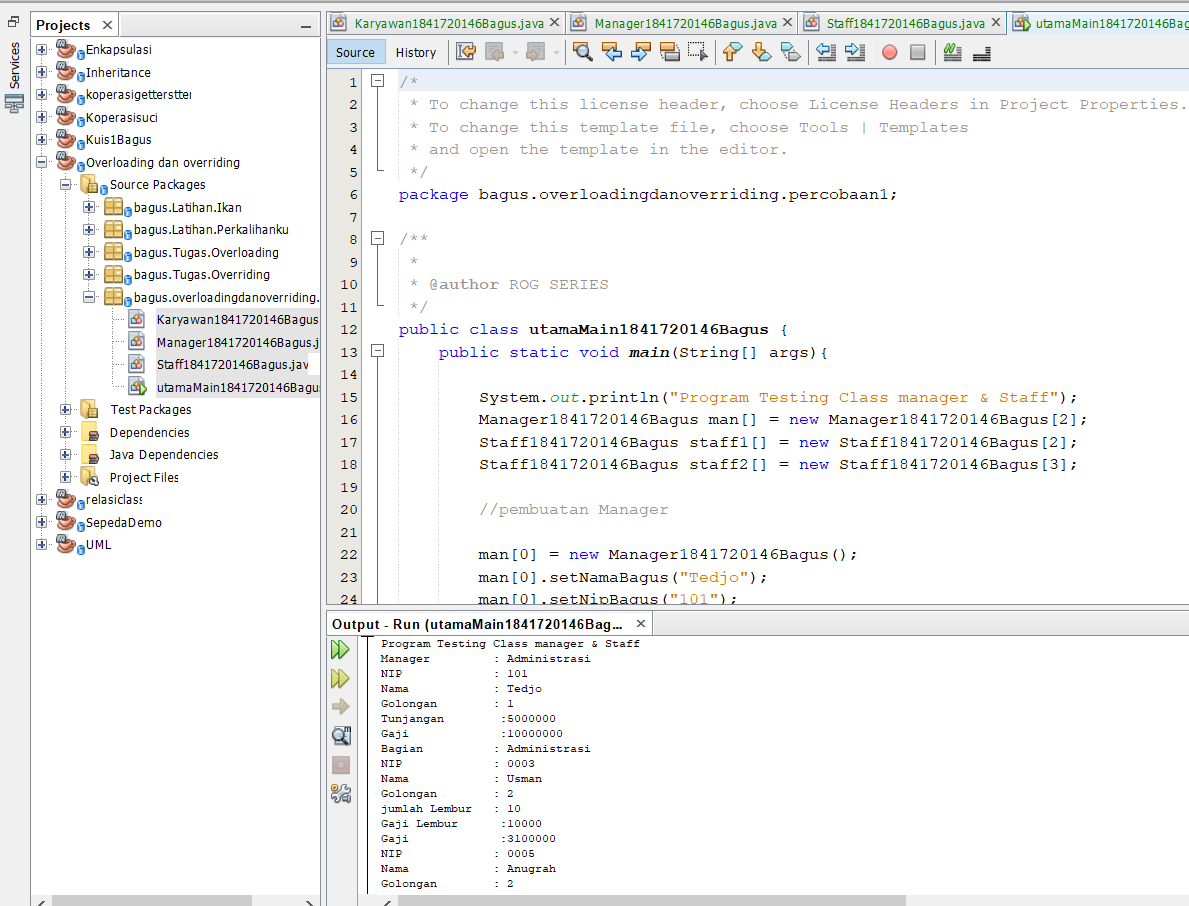 Services
Projects
Enkapsulasi
Inheritance
koperasigetterstter
Koperasisuci
Kuis1Bagus
Overloading dan overriding
Source Packages
bagus.Latihan.Ikan
bagus.Latihan.Perkalihanku
bagus.Tugas.Overloading
bagus.Tugas.Overriding
bagus.overloadingdanoverriding.
Karyawan1841720146Bagus
Manager1841720146Bagus.j
Staff1841720146Bagus.jav
utamaMain1841720146Bagu
Test Packages
Dependencies
Java Dependencies
Project Files
relasiclass
SepedaDemo
UML
Karyawan1841720146Bagus.java
Manager1841720146Bagus.java
Staff1841720146Bagus.java
utamaMain1841720146Bag
Source
History
1 /*
2 * To change this license header, choose License Headers in Project Properties.
3 * To change this template file, choose Tools | Templates
4 * and open the template in the editor.
5 */
6 package bagus.overloadingdanoverriding.percobaan1;
7
8 /**
9 *
10 * @author ROG SERIES
11 */
12 public class utamaMain1841720146Bagus {
13 public static void main(String[] args){
14
15 System.out.println("Program Testing Class manager & Staff");
16 Manager1841720146Bagus man[] = new Manager1841720146Bagus[2];
17 Staff1841720146Bagus staff1[] = new Staff1841720146Bagus[2];
18 Staff1841720146Bagus staff2[] = new Staff1841720146Bagus[3];
19
20 //pembuatan Manager
21
22 man[0] = new Manager1841720146Bagus();
23 man[0].setNamaBagus("Tedjo");
24 man[0].setNipBagus("101");
Output - Run (utamaMain1841720146Bag...
Program Testing Class manager & Staff
Manager : Administrasi
NIP : 101
Nama : Tedjo
Golongan : 1
Tunjangan :5000000
Gaji :10000000
Bagian : Administrasi
NIP : 0003
Nama : Usman
Golongan : 2
jumlah Lembur : 10
Gaji Lembur :10000
Gaji :3100000
NIP : 0005
Nama : Anugrah
Golongan : 2